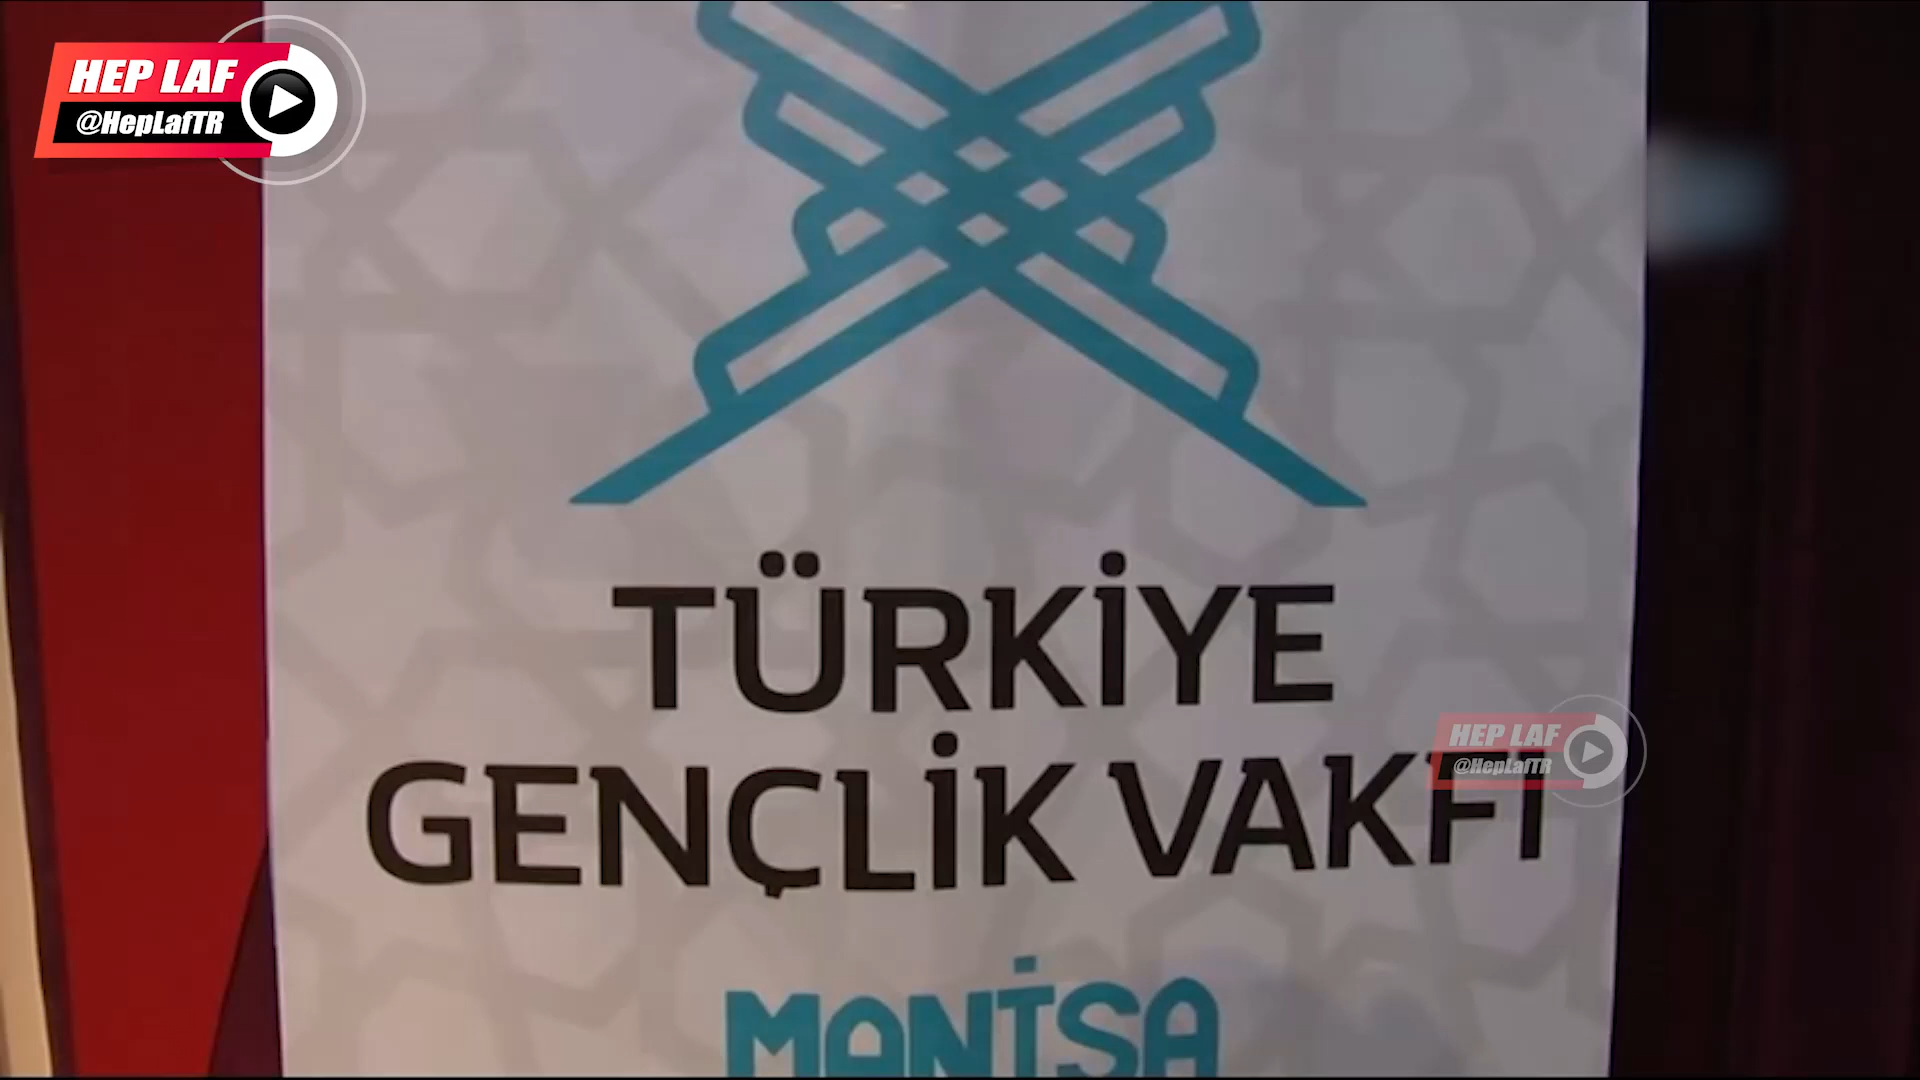 HEP LAF
@HepLafTR
TÜRKİYE
GENÇLİK VAKFI
HEP LAF
@HepLafTR
MANİSA